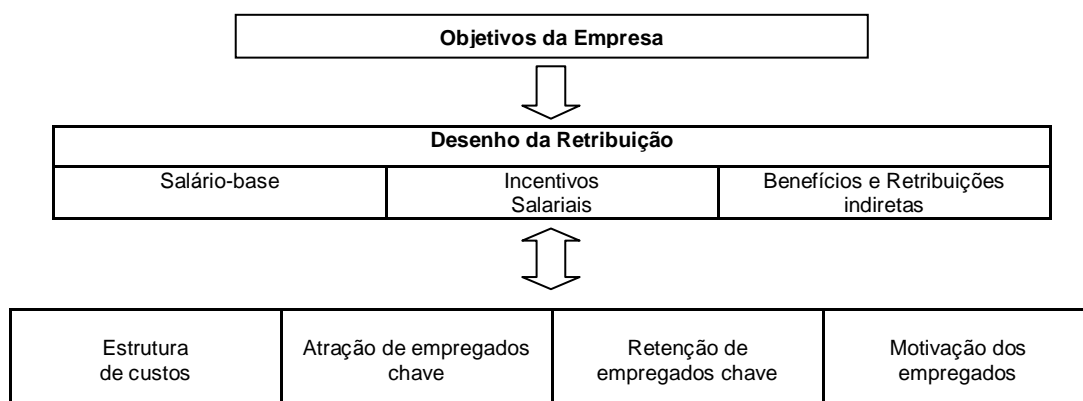 Objetivos da Empresa
Desenho da Retribuição
Salário-base
Incentivos
Salariais
Benefícios e Retribuições
indiretas
Estrutura
de custos
Atração de empregados
chave
Retenção de
empregados chave
Motivação dos
empregados